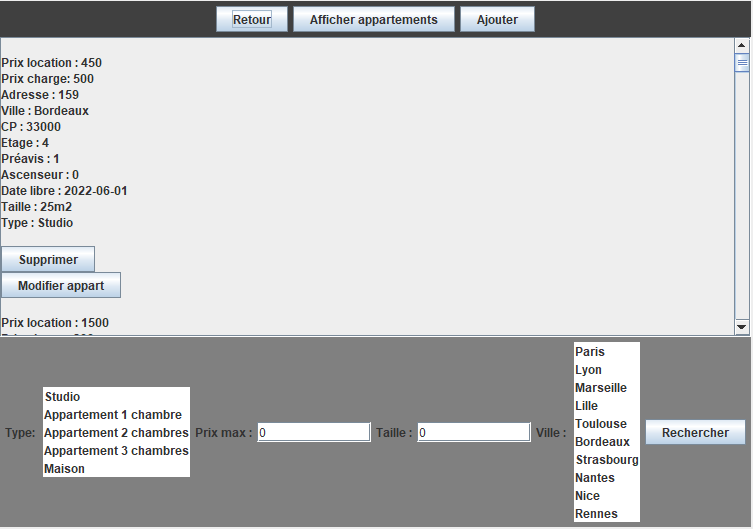 Retour Afficher appartements Ajouter
Prix location : 450
Prix charge: 500
Adresse : 159
Ville : Bordeaux
CP : 33000
Etage : 4
Préavis : 1
Ascenseur : 0
Date libre : 2022-06-01
Taille : 25m2
Type : Studio
Supprimer
Modifier appart
Prix location : 1500
Type:
Studio
Appartement 1 chambre
Appartement 2 chambres
Appartement 3 chambres
Maison
Prix max : 0
Taille : 0
Ville :
Paris
Lyon
Marseille
Lille
Toulouse
Bordeaux
Strasbourg
Nantes
Nice
Rennes
Rechercher